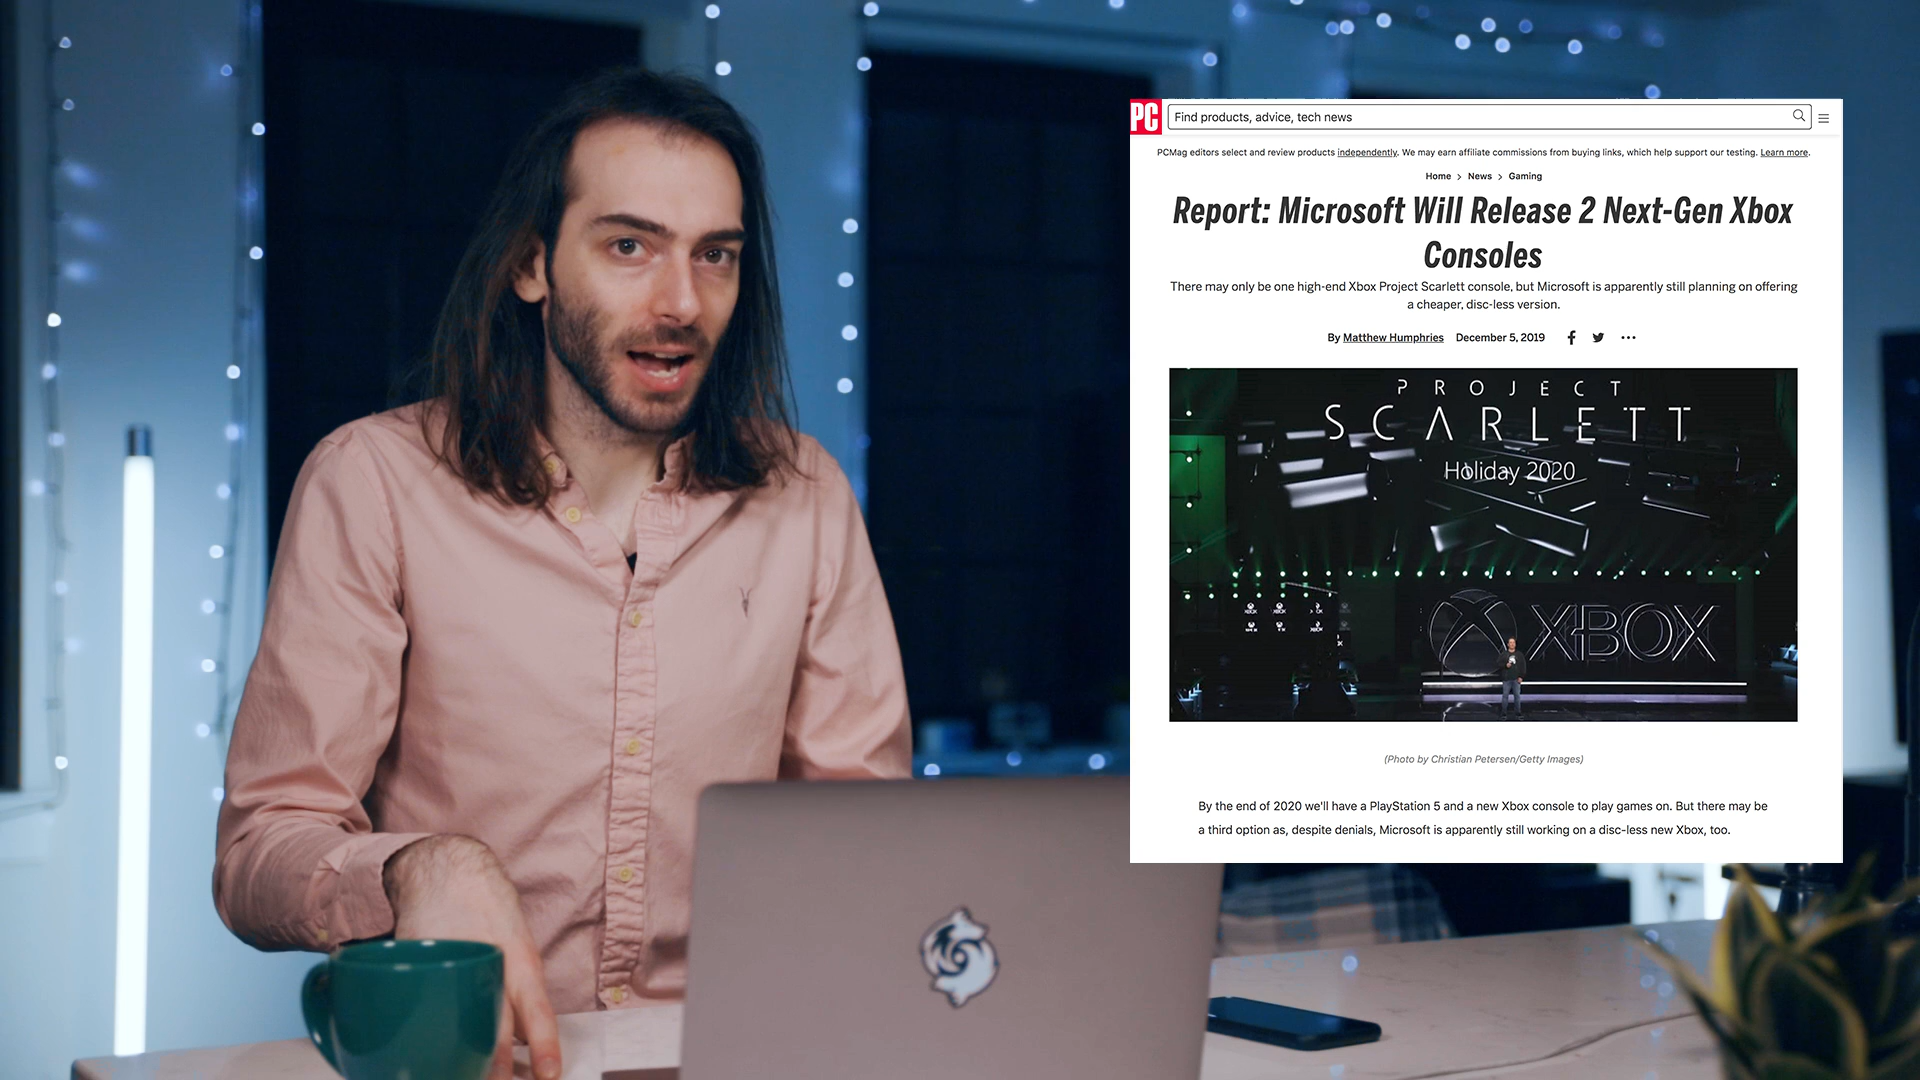 PC
Find products, advice, tech news
PCMag editors select and review products independently. We may earn affiliate commissions from buying links, which help support our testing. Learn more.
Home > News > Gaming
Report: Microsoft Will Release 2 Next-Gen Xbox
Consoles
There may only be one high-end Xbox Project Scarlett console, but Microsoft is apparently still planning on offering
a cheaper, disc-less version.
By Matthew Humphries December 5, 2019
PROJECT
SCARLETT
Holiday 2020
XBOX
(Photo by Christian Petersen/Getty Images)
By the end of 2020 we'll have a PlayStation 5 and a new Xbox console to play games on. But there may be
a third option as, despite denials, Microsoft is apparently still working on a disc-less new Xbox, too.